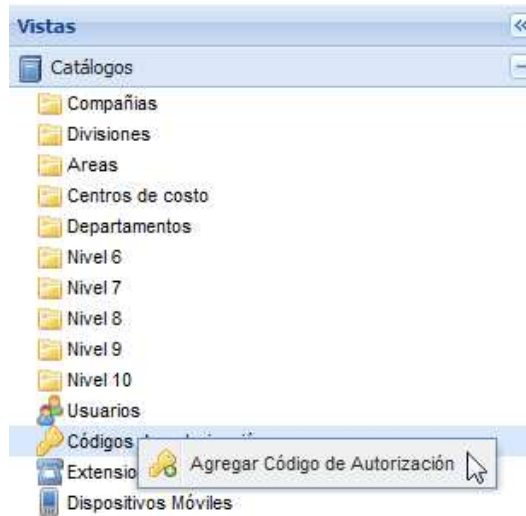 Vistas
Catálogos
Compañias
Divisiones
Areas
Centros de costo
Departamentos
Nivel 6
Nivel 7
Nivel 8
Nivel 9
Nivel 10
Usuarios
Códigos
Agregar Código de Autorización
Extensio
Dispositivos Móviles